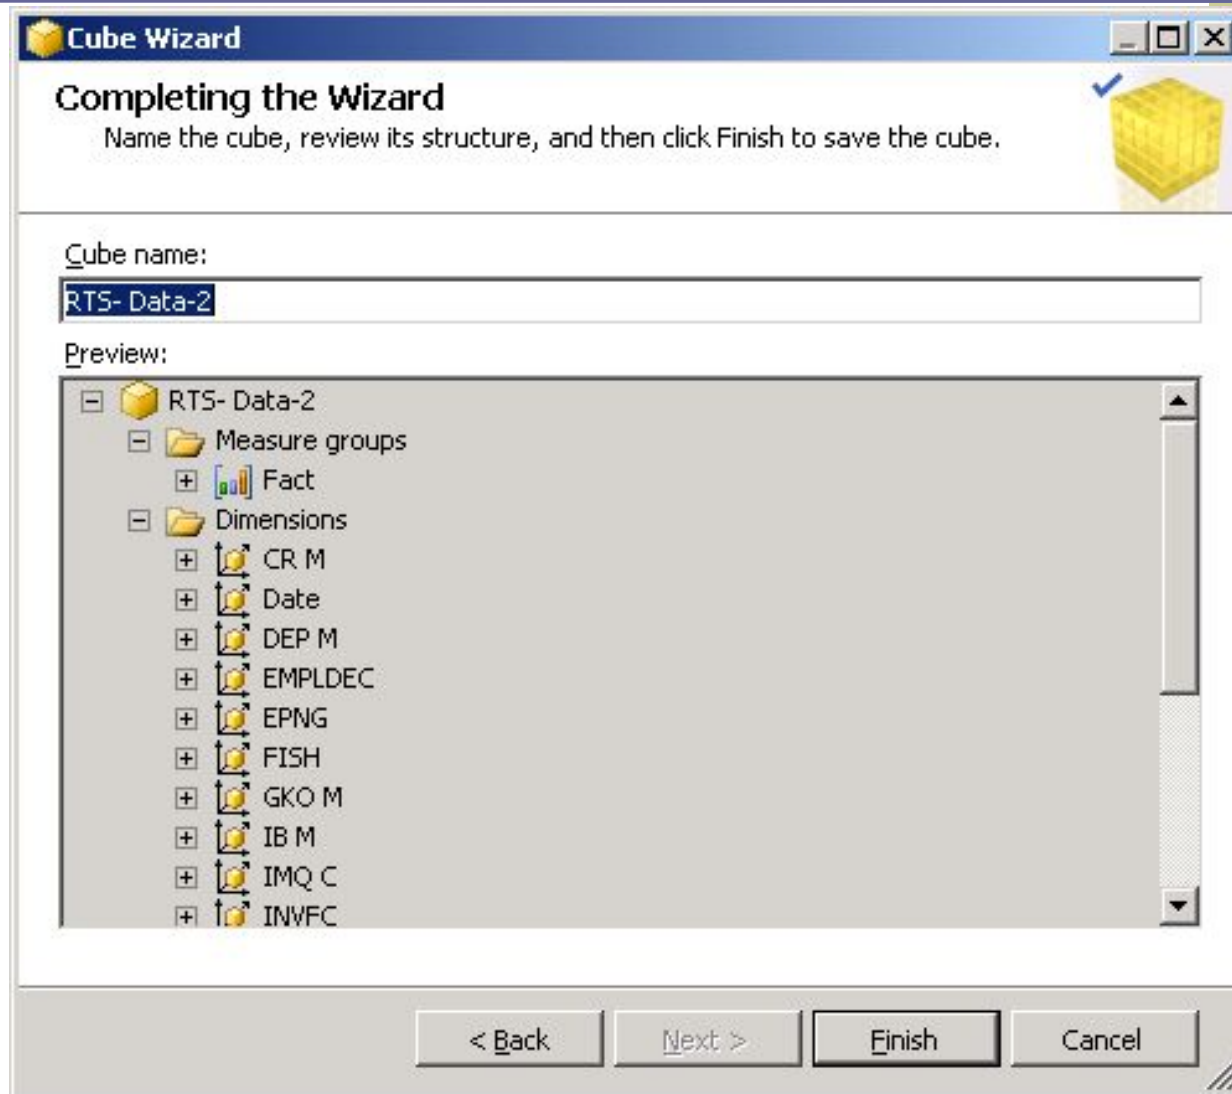 Cube Wizard
Completing the Wizard
Name the cube, review its structure, and then click Finish to save the cube.
Cube name:
RTS- Data-2
Preview:
RTS- Data-2
Measure groups
Fact
Dimensions
CR M
Date
DEP M
EMPLDEC
EPNG
FISH
GKO M
IB M
IMQ C
INVFC
< Back Next > Finish Cancel